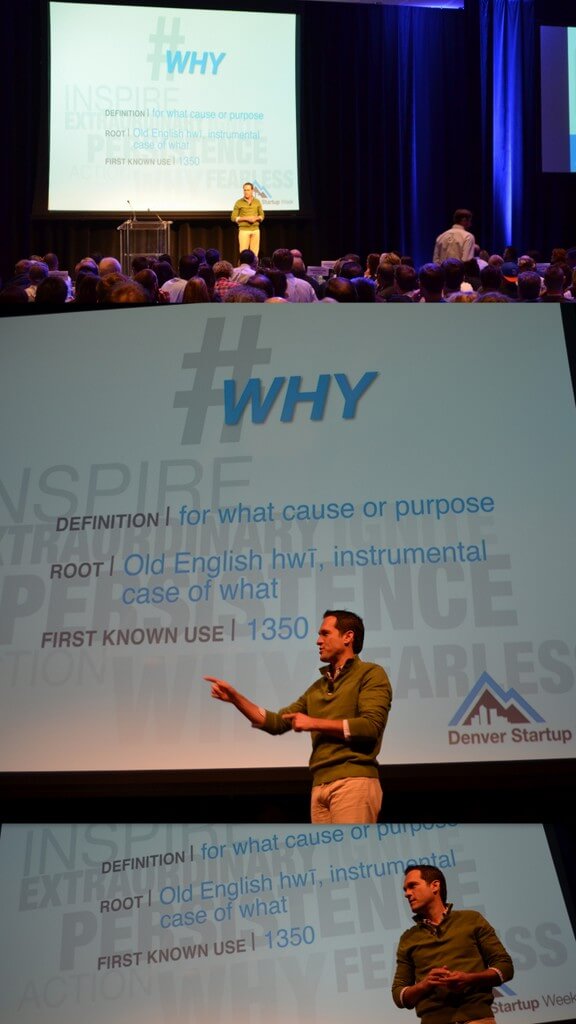 #
WHY
INSPIRE
DEFINITION | for what cause or purpose
EXTRAORDINARY IGNITE
ROOT | Old English hwī, instrumental
case of what
PERSISTENCE
FIRST KNOWN USE | 1350
ACTION WHY FEARLESS
Startup Week
#
WHY
INSPIRE
DEFINITION | for what cause or purpose
EXTRAORDINARY IGNITE
ROOT | Old English hwī, instrumental
case of what
PERSISTENCE
FIRST KNOWN USE | 1350
ACTION WHY FEARLESS
Denver Startup
INSPIRE
DEFINITION | for what cause or purpose
EXTRAORDINARY
ROOT | Old English hwī, instrumental
case of what
PERSISTENCE
FIRST KNOWN USE | 1350
ACTION WHY FEARLESS
Startup Week